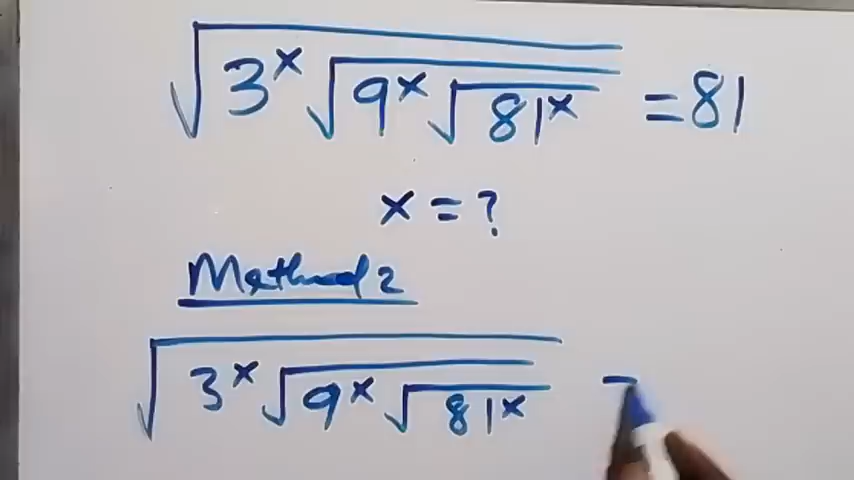 √(3^x √(9^x √(81^x))) = 81
x = ?
Method 2
√(3^x √(9^x √(81^x))) =